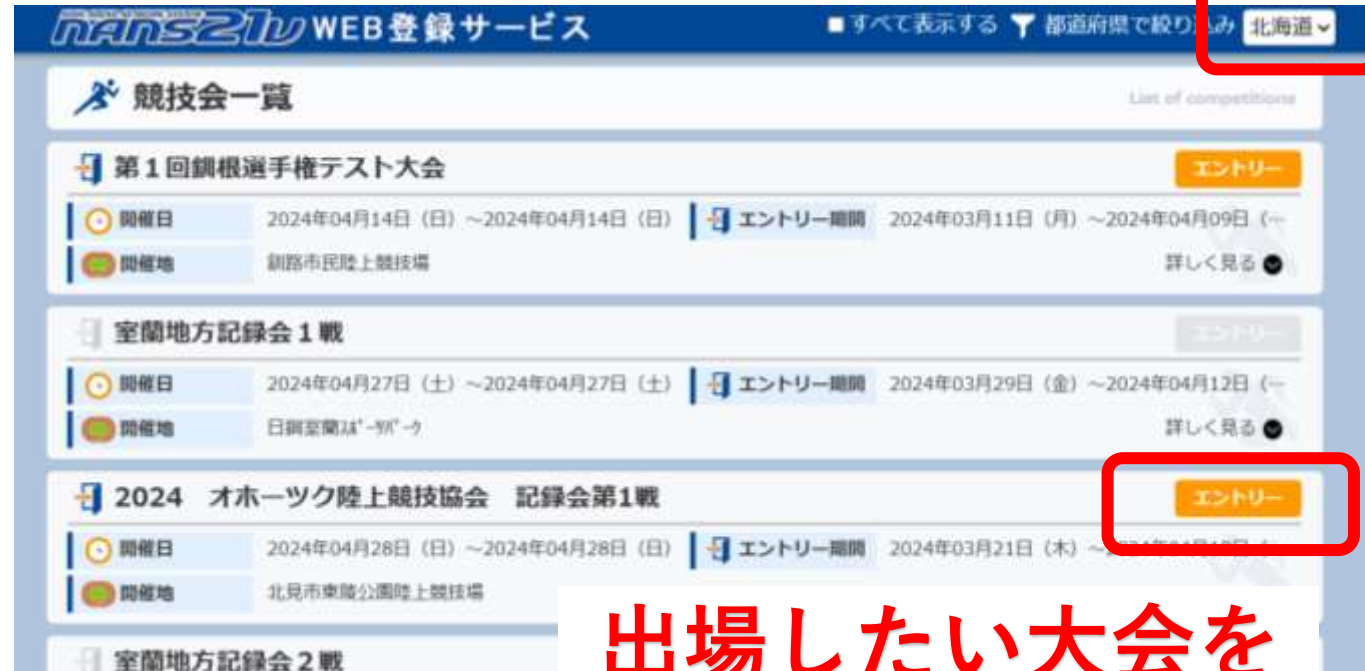 nans21v WEB登録サービス ■すべて表示する 都道府県で絞り込み 北海道
競技会一覧 List of competitions
第1回釧根選手権テスト大会 エントリー
開催日 2024年04月14日（日）～2024年04月14日（日） エントリー期間 2024年03月11日（月）～2024年04月09日（…
開催地 釧路市民陸上競技場 詳しく見る
室蘭地方記録会１戦 エントリー
開催日 2024年04月27日（土）～2024年04月27日（土） エントリー期間 2024年03月29日（金）～2024年04月12日（…
開催地 日鋼室蘭ｽﾎﾟｰﾂﾊﾟｰｸ 詳しく見る
2024　オホーツク陸上競技協会　記録会第1戦 エントリー
開催日 2024年04月28日（日）～2024年04月28日（日） エントリー期間 2024年03月21日（木）～
開催地 北見市東陵公園陸上競技場
出場したい大会を
室蘭地方記録会２戦